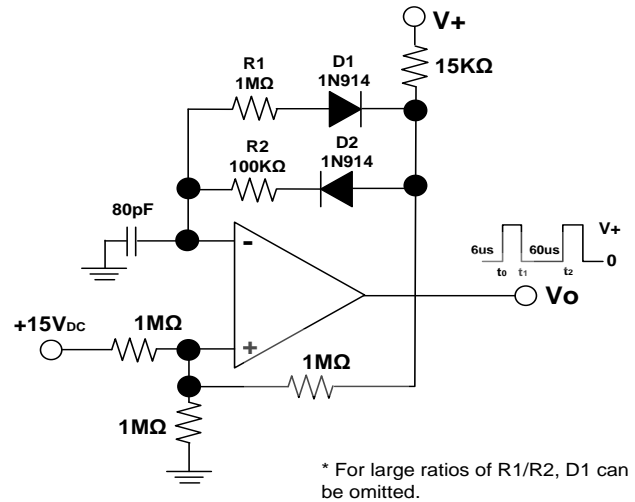 V+
15KΩ
R1
1MΩ
D1
1N914
R2
100KΩ
D2
1N914
80pF
-
+
+15VDC
1MΩ
1MΩ
1MΩ
6us
60us
V+
0
t0
t1
t2
Vo
* For large ratios of R1/R2, D1 can
be omitted.